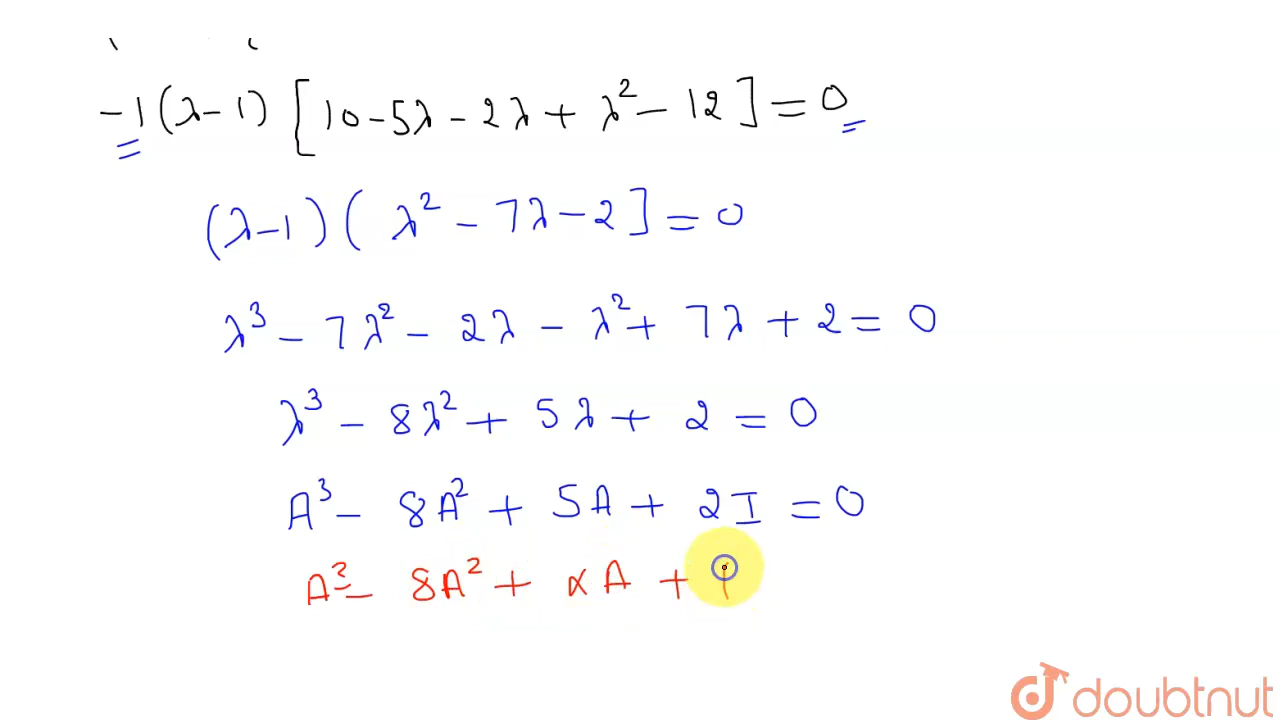 -1(λ-1) [10-5λ-2λ+λ²-12]=0
(λ-1)(λ²-7λ-2]=0
λ³-7λ²-2λ-λ²+7λ+2=0
λ³-8λ²+5λ+2=0
A³-8A²+5A+2I=0
A³-8A²+αA+
doubtnut